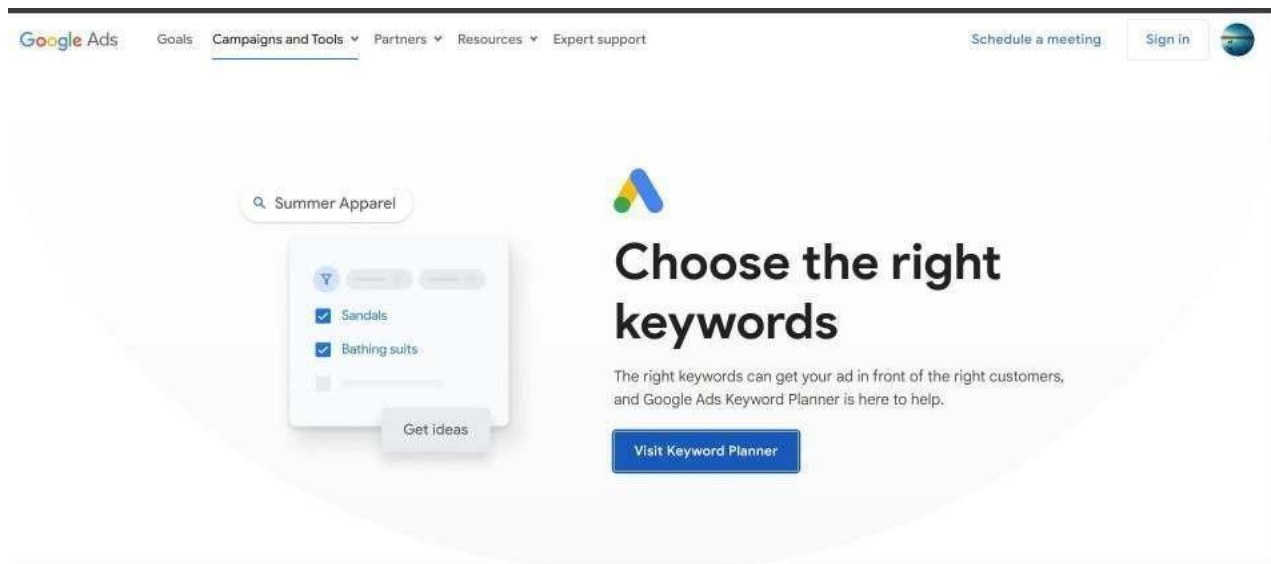 Google Ads
Goals
Campaigns and Tools
Partners
Resources
Expert support
Schedule a meeting
Sign in
Summer Apparel
Sandals
Bathing suits
Get ideas
Choose the right
keywords
The right keywords can get your ad in front of the right customers,
and Google Ads Keyword Planner is here to help.
Visit Keyword Planner